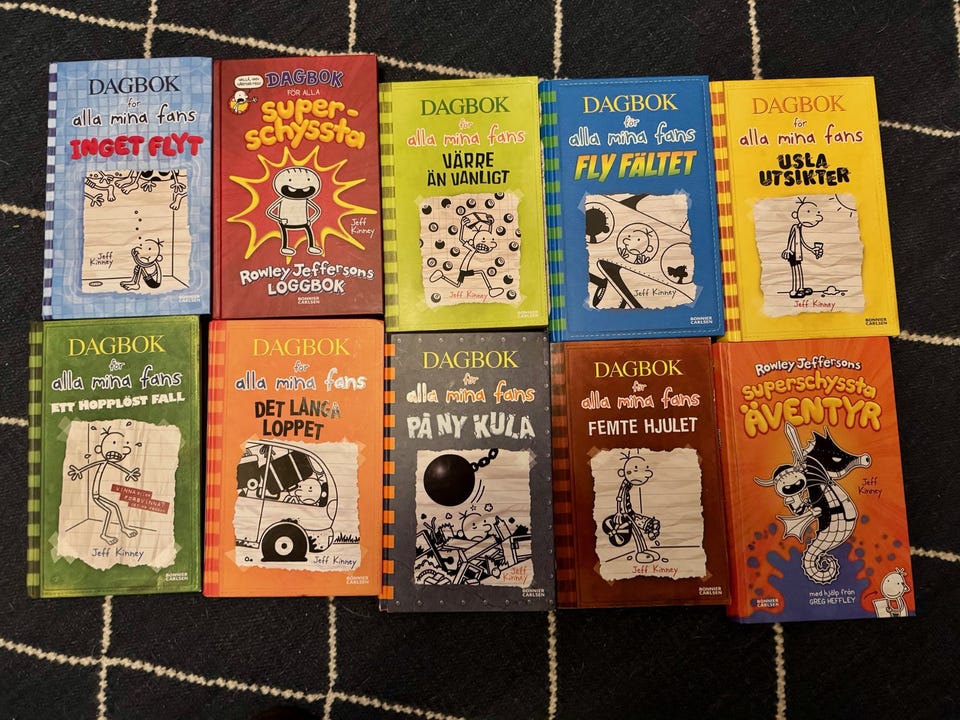 DAGBOK
för
alla mina fans
INGET FLYT
Jeff
Kinney
BONNIER
CARLSEN
DAGBOK
FÖR ALLA
super-
schyssta
Jeff
Kinney
Rowley Jeffersons
LOGGBOK
BONNIER
CARLSEN
DAGBOK
för
alla mina fans
VÄRRE
ÄN VANLIGT
Jeff Kinney
BONNIER
CARLSEN
DAGBOK
för
alla mina fans
FLY FÄLTET
Jeff Kinney
BONNIER
CARLSEN
DAGBOK
för
alla mina fans
USLA
UTSIKTER
Jeff Kinney
BONNIER
CARLSEN
DAGBOK
för
alla mina fans
ETT HOPPLÖST FALL
Jeff Kinney
BONNIER
CARLSEN
DAGBOK
för
alla mina fans
DET LÅNGA
LOPPET
Jeff Kinney
BONNIER
CARLSEN
DAGBOK
för
alla mina fans
PÅ NY KULA
Jeff
Kinney
BONNIER
CARLSEN
DAGBOK
för
alla mina fans
FEMTE HJULET
Jeff Kinney
BONNIER
CARLSEN
Rowley Jeffersons
superschyssta
ÄVENTYR
Jeff
Kinney
med hjälp från
GREG HEFFLEY
BONNIER
CARLSEN